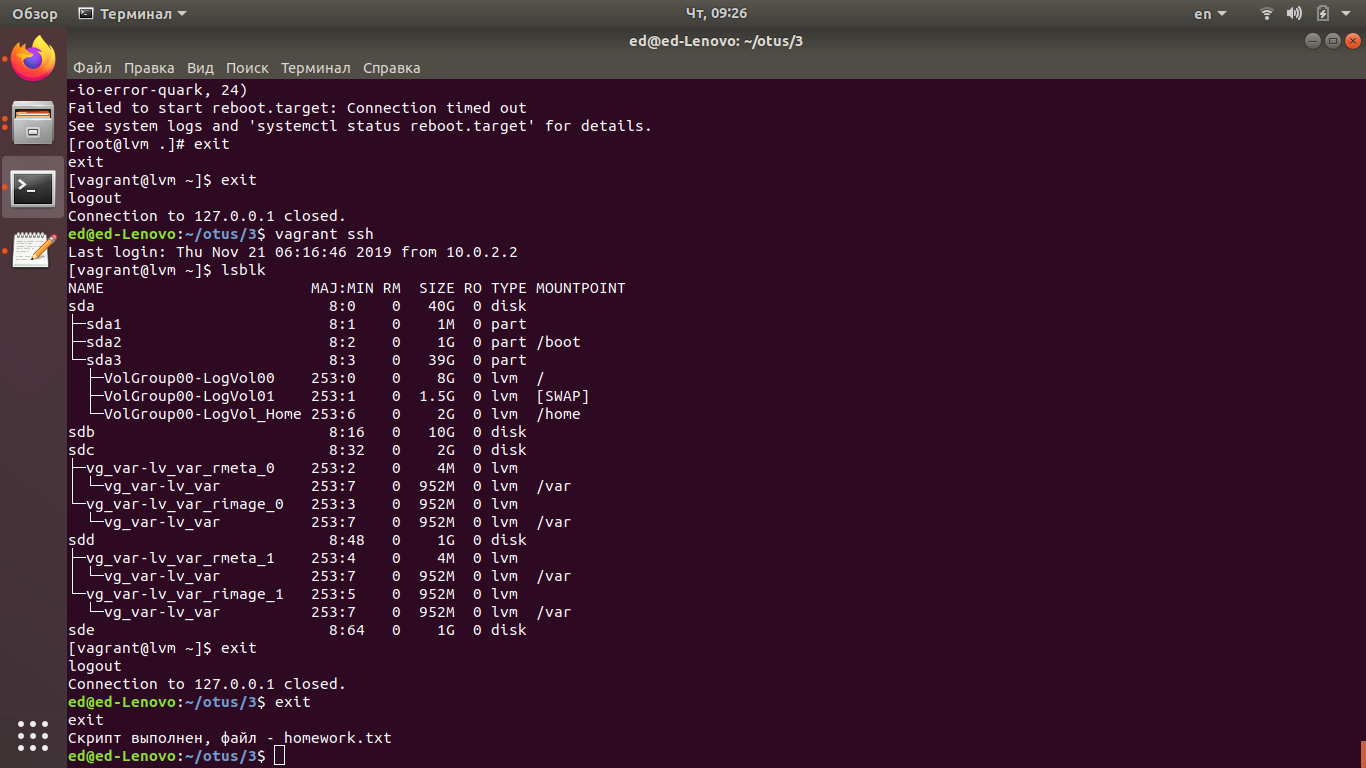 Обзор Терминал Чт, 09:26 en
ed@ed-Lenovo: ~/otus/3
Файл Правка Вид Поиск Терминал Справка
-io-error-quark, 24)
Failed to start reboot.target: Connection timed out
See system logs and 'systemctl status reboot.target' for details.
[root@lvm .]# exit
exit
[vagrant@lvm ~]$ exit
logout
Connection to 127.0.0.1 closed.
ed@ed-Lenovo:~/otus/3$ vagrant ssh
Last login: Thu Nov 21 06:16:46 2019 from 10.0.2.2
[vagrant@lvm ~]$ lsblk
NAME                       MAJ:MIN RM  SIZE RO TYPE MOUNTPOINT
sda                          8:0    0   40G  0 disk
├─sda1                       8:1    0    1M  0 part
├─sda2                       8:2    0    1G  0 part /boot
└─sda3                       8:3    0   39G  0 part
  ├─VolGroup00-LogVol00    253:0    0    8G  0 lvm  /
  ├─VolGroup00-LogVol01    253:1    0  1.5G  0 lvm  [SWAP]
  └─VolGroup00-LogVol_Home 253:6    0    2G  0 lvm  /home
sdb                          8:16   0   10G  0 disk
sdc                          8:32   0    2G  0 disk
├─vg_var-lv_var_rmeta_0    253:2    0    4M  0 lvm
│ └─vg_var-lv_var          253:7    0  952M  0 lvm  /var
└─vg_var-lv_var_rimage_0   253:3    0  952M  0 lvm
  └─vg_var-lv_var          253:7    0  952M  0 lvm  /var
sdd                          8:48   0    1G  0 disk
├─vg_var-lv_var_rmeta_1    253:4    0    4M  0 lvm
│ └─vg_var-lv_var          253:7    0  952M  0 lvm  /var
└─vg_var-lv_var_rimage_1   253:5    0  952M  0 lvm
  └─vg_var-lv_var          253:7    0  952M  0 lvm  /var
sde                          8:64   0    1G  0 disk
[vagrant@lvm ~]$ exit
logout
Connection to 127.0.0.1 closed.
ed@ed-Lenovo:~/otus/3$ exit
exit
Скрипт выполнен, файл - homework.txt
ed@ed-Lenovo:~/otus/3$